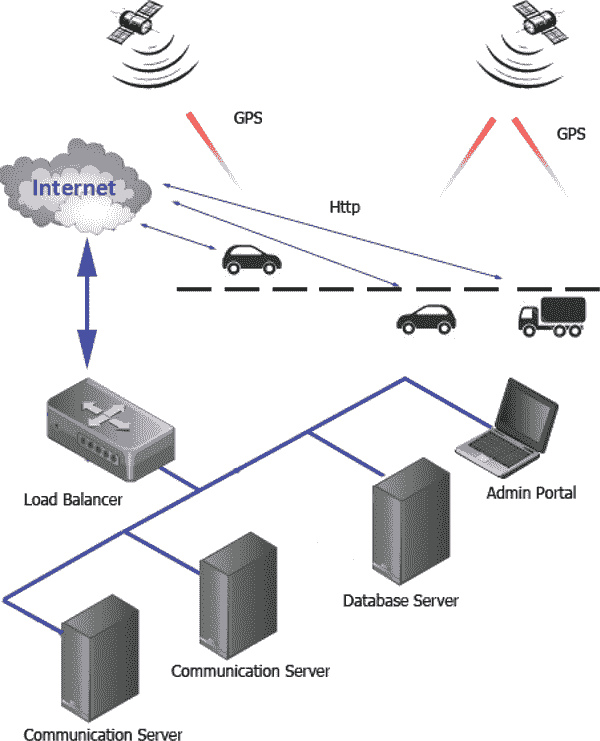 GPS
GPS
Internet
Http
Load Balancer
Admin Portal
Database Server
Communication Server
Communication Server